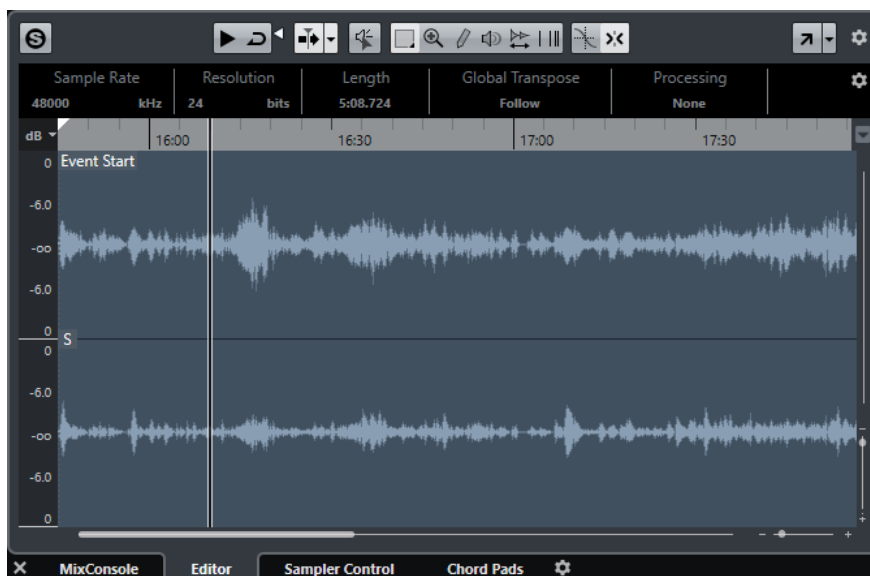 Sample Rate Resolution Length Global Transpose Processing
48000 kHz 24 bits 5:08.724 Follow None
dB 16:00 16:30 17:00 17:30
0 Event Start
-6.0
-oo
-6.0
0
S
0
-6.0
-oo
-6.0
0
MixConsole Editor Sampler Control Chord Pads